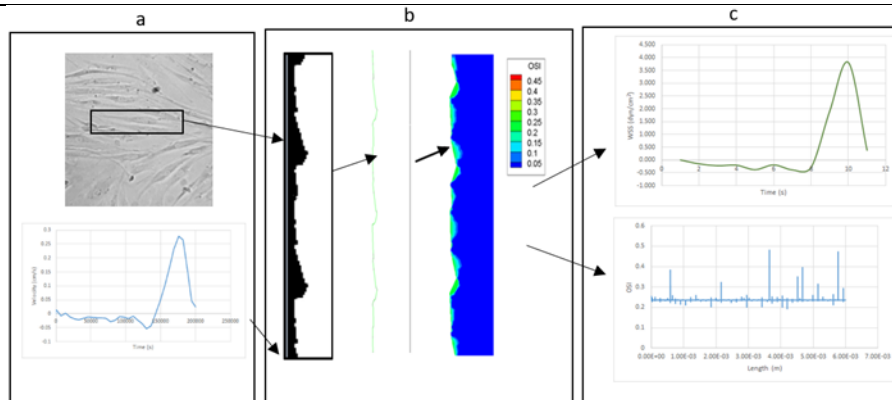 a
b
c
0.3
0.25
0.2
0.15
0.1
0.05
0
-0.05
-0.1
Velocity (cm/s)
50000 100000 150000 200000 250000
Time (s)
OSI
0.45
0.4
0.35
0.3
0.25
0.2
0.15
0.1
0.05
4.500
4.000
3.500
3.000
2.500
2.000
1.500
1.000
0.500
0.000
-0.500
-1.000
WSS (dyn/cm²)
0 2 4 6 8 10 12
Time (s)
0.6
0.5
0.4
0.3
0.2
0.1
0
OSI
0.00E+00 1.00E-03 2.00E-03 3.00E-03 4.00E-03 5.00E-03 6.00E-03 7.00E-03
Length (m)